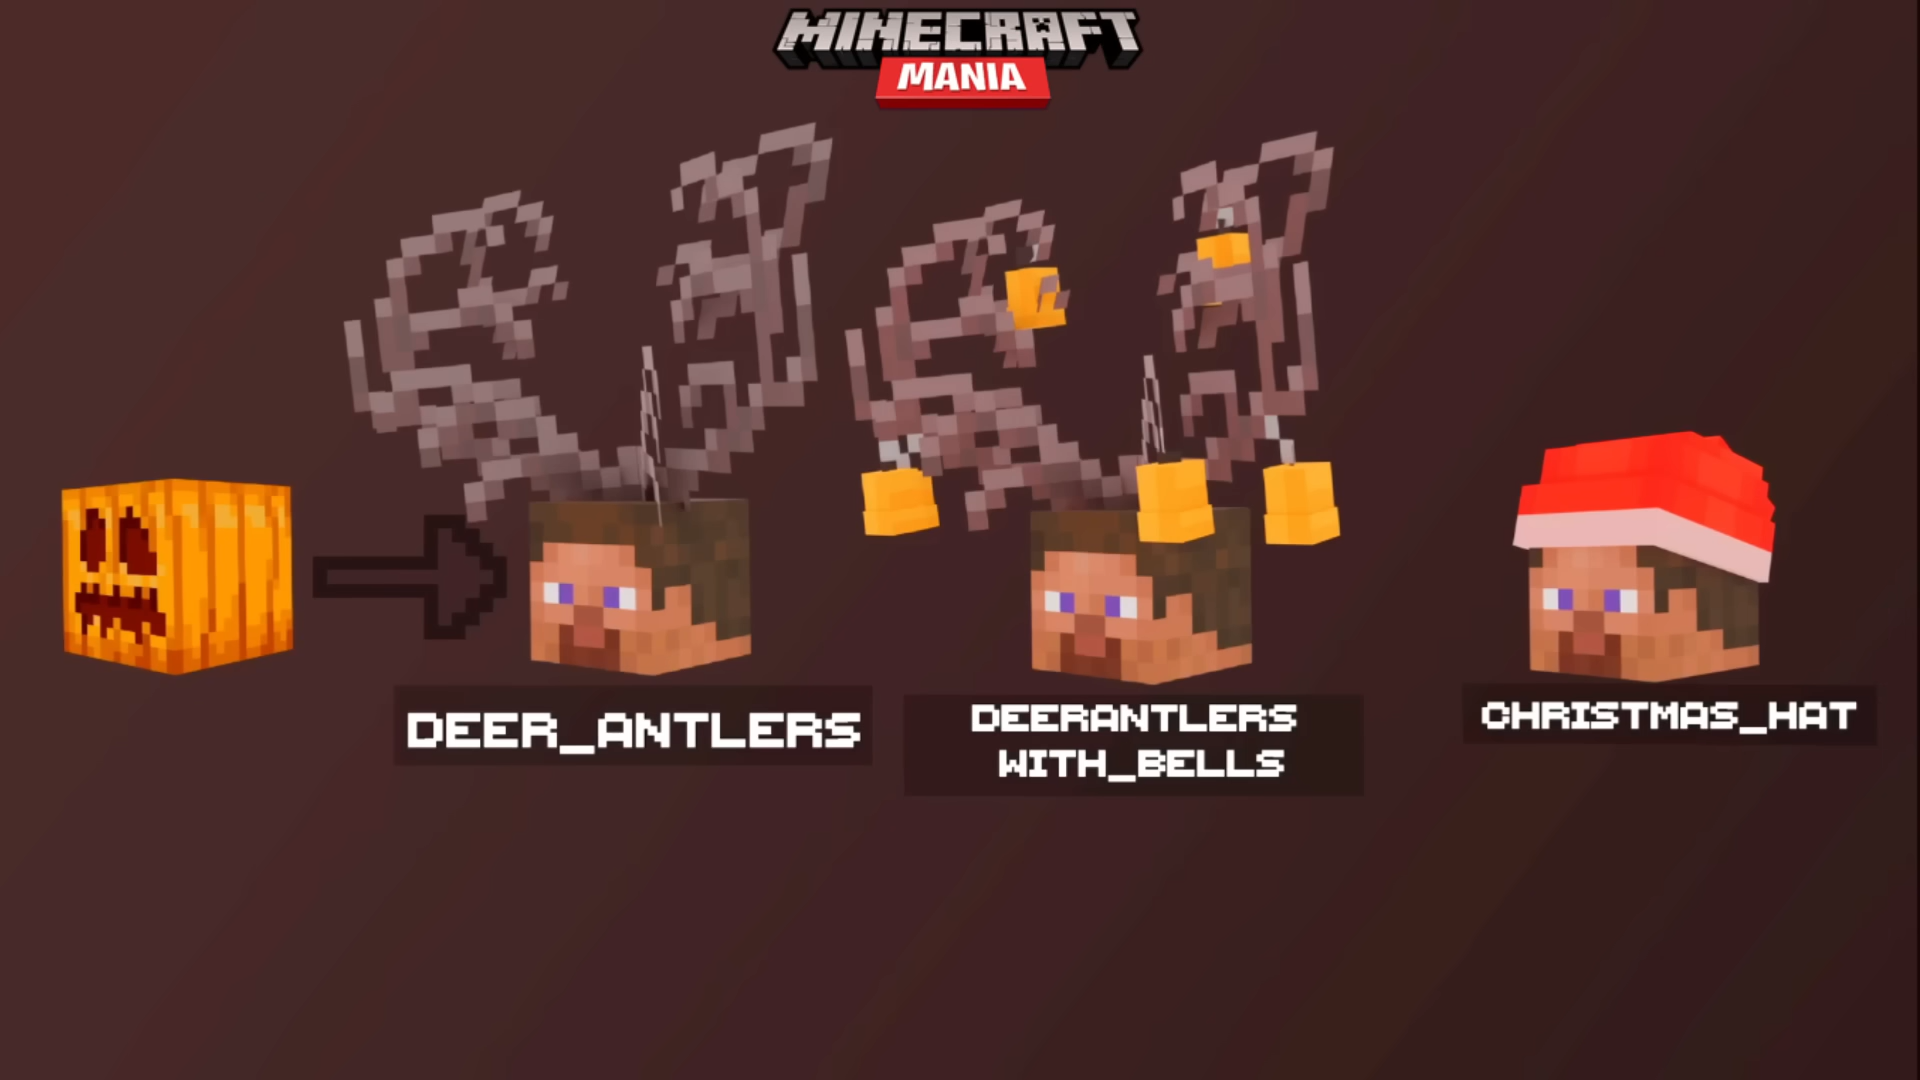 MINECRAFT
MANIA
DEER_ANTLERS
DEERANTLERS
WITH_BELLS
CHRISTMAS_HAT